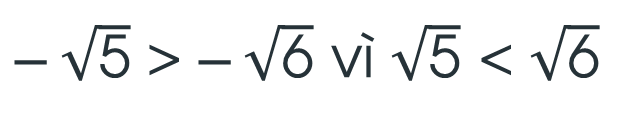 − √5 > − √6 vì √5 < √6